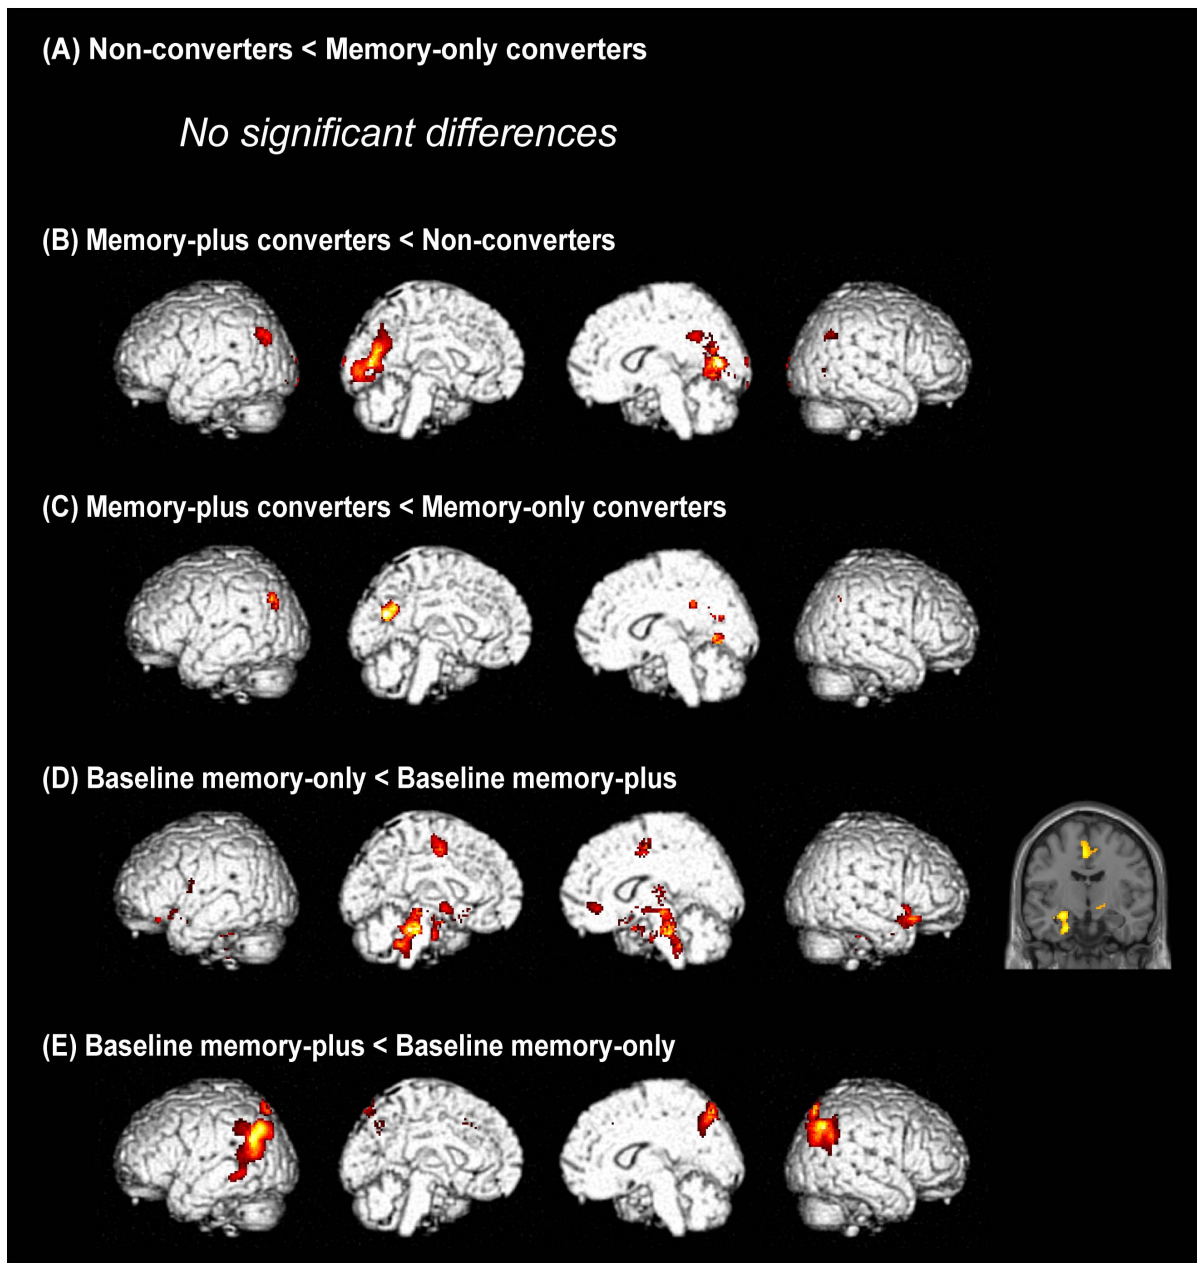 (A) Non-converters < Memory-only converters
No significant differences
(B) Memory-plus converters < Non-converters
(C) Memory-plus converters < Memory-only converters
(D) Baseline memory-only < Baseline memory-plus
(E) Baseline memory-plus < Baseline memory-only